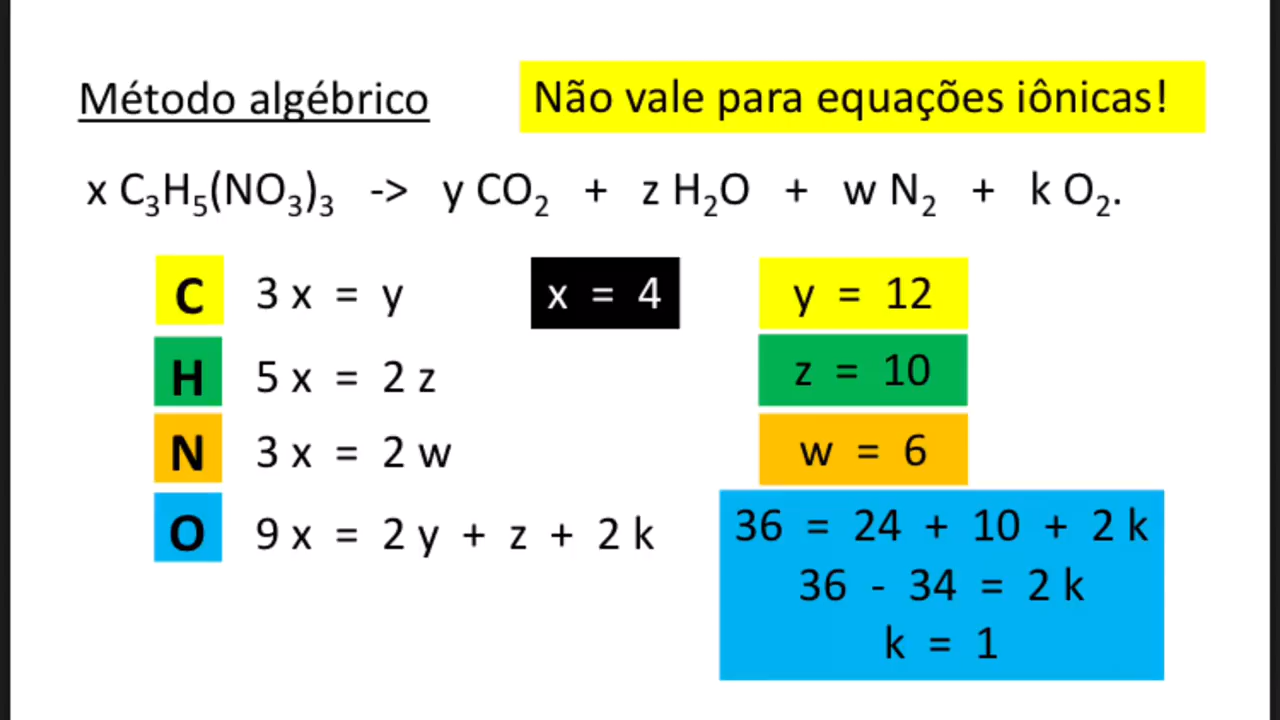 Método algébrico
Não vale para equações iônicas!
x C₃H₅(NO₃)₃ -> y CO₂ + z H₂O + w N₂ + k O₂.
C 3 x = y
x = 4
y = 12
H 5 x = 2 z
z = 10
N 3 x = 2 w
w = 6
O 9 x = 2 y + z + 2 k
36 = 24 + 10 + 2 k
36 - 34 = 2 k
k = 1